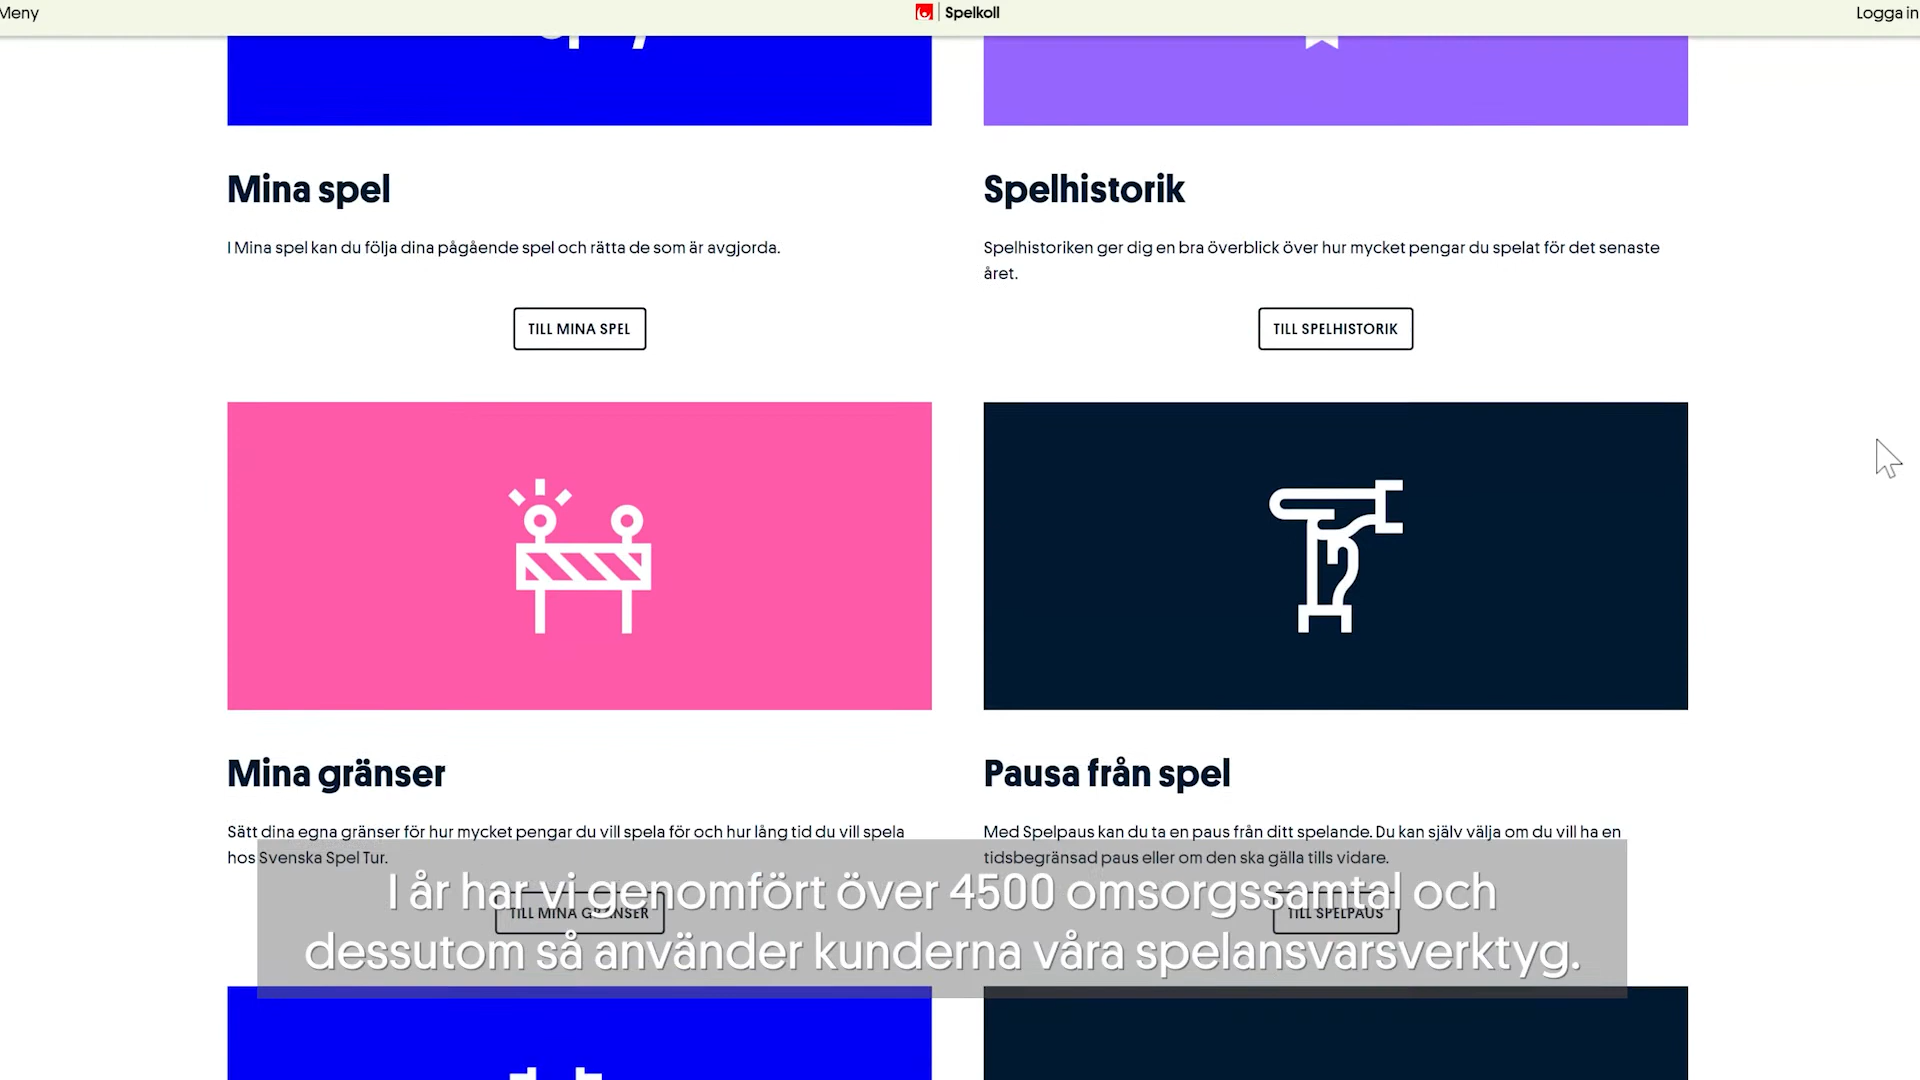 Meny
Spelkoll
Logga in
Mina spel
I Mina spel kan du följa dina pågående spel och rätta de som är avgjorda.
TILL MINA SPEL
Spelhistorik
Spelhistoriken ger dig en bra överblick över hur mycket pengar du spelat för det senaste
året.
TILL SPELHISTORIK
Mina gränser
Sätt dina egna gränser för hur mycket pengar du vill spela för och hur lång tid du vill spela
hos Svenska Spel Tur.
TILL MINA GRÄNSER
Pausa från spel
Med Spelpaus kan du ta en paus från ditt spelande. Du kan själv välja om du vill ha en
tidsbegränsad paus eller om den ska gälla tills vidare.
TILL SPELPAUS
I år har vi genomfört över 4500 omsorgssamtal och
dessutom så använder kunderna våra spelansvarsverktyg.